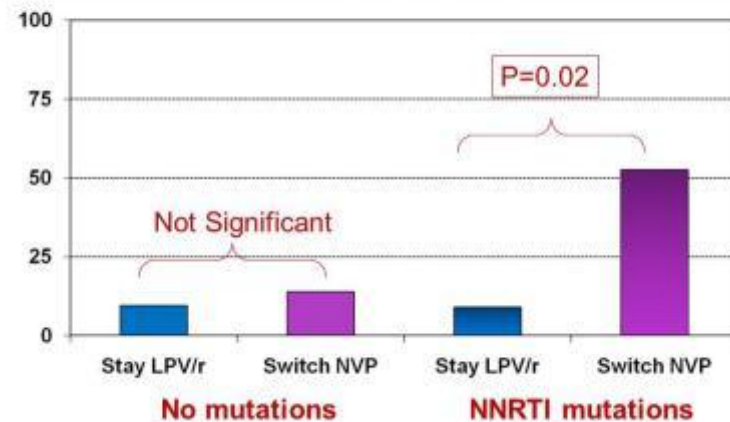 100
P=0.02
75
50
Not Significant
25
0
Stay LPV/r Switch NVP Stay LPV/r Switch NVP
No mutations NNRTI mutations